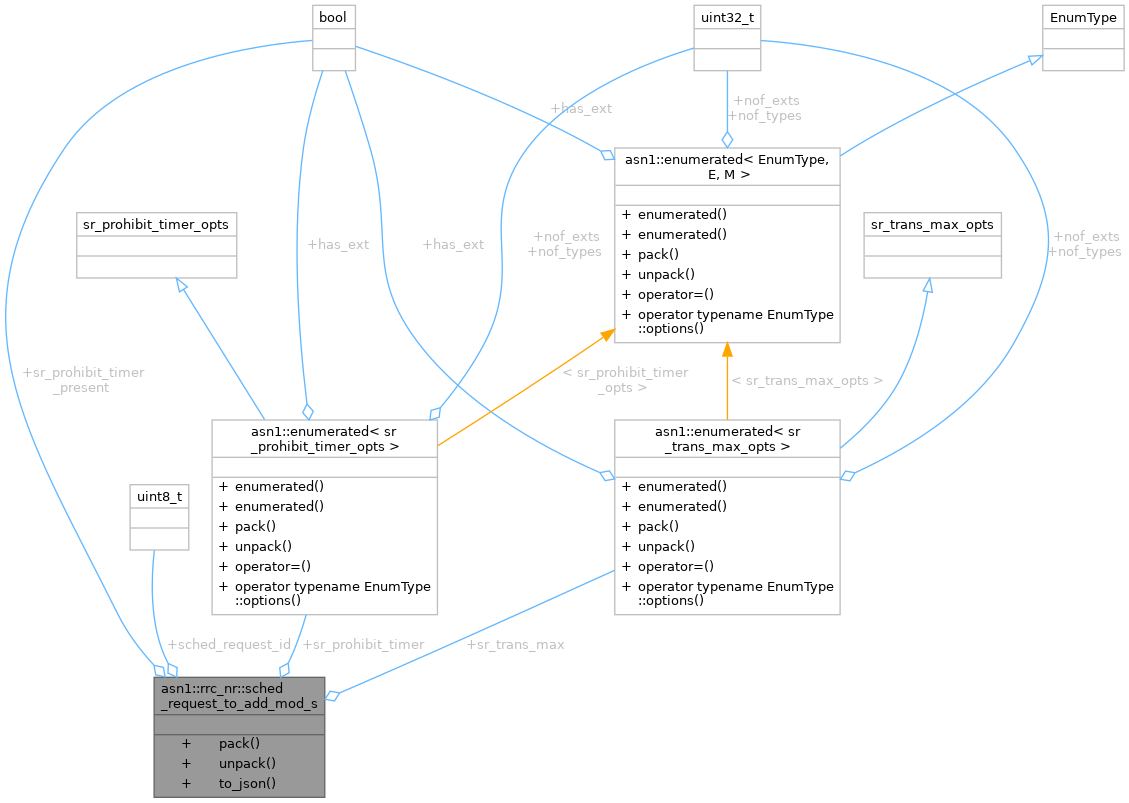 bool
uint32_t
EnumType
+has_ext
+nof_exts
+nof_types
asn1::enumerated< EnumType,
E, M >
+ enumerated()
+ enumerated()
+ pack()
+ unpack()
+ operator=()
+ operator typename EnumType
::options()
sr_prohibit_timer_opts
sr_trans_max_opts
+has_ext
+has_ext
+nof_exts
+nof_types
+nof_exts
+nof_types
+sr_prohibit_timer
_present
< sr_prohibit_timer
_opts >
< sr_trans_max_opts >
asn1::enumerated< sr
_prohibit_timer_opts >
+ enumerated()
+ enumerated()
+ pack()
+ unpack()
+ operator=()
+ operator typename EnumType
::options()
asn1::enumerated< sr
_trans_max_opts >
+ enumerated()
+ enumerated()
+ pack()
+ unpack()
+ operator=()
+ operator typename EnumType
::options()
uint8_t
+sched_request_id
+sr_prohibit_timer
+sr_trans_max
asn1::rrc_nr::sched
_request_to_add_mod_s
+ pack()
+ unpack()
+ to_json()